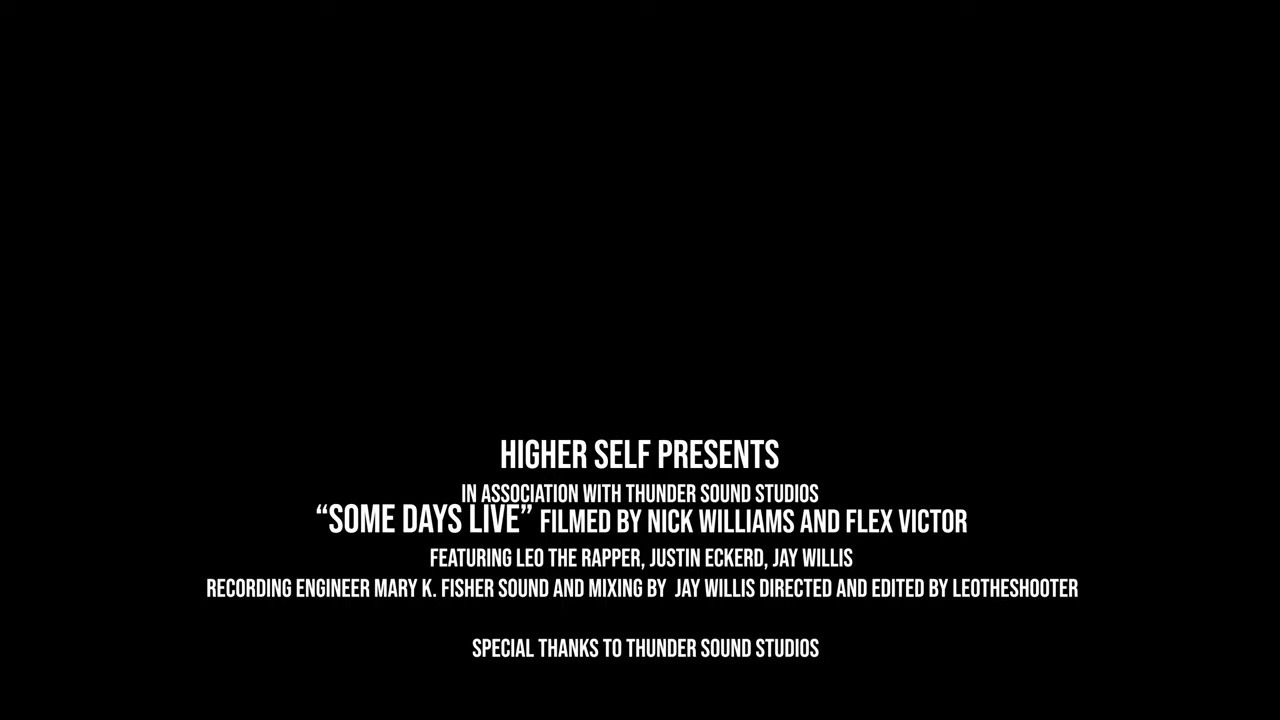 HIGHER SELF PRESENTS
IN ASSOCIATION WITH THUNDER SOUND STUDIOS
“SOME DAYS LIVE” FILMED BY NICK WILLIAMS AND FLEX VICTOR
FEATURING LEO THE RAPPER, JUSTIN ECKERD, JAY WILLIS
RECORDING ENGINEER MARY K. FISHER SOUND AND MIXING BY  JAY WILLIS DIRECTED AND EDITED BY LEOTHESHOOTER
SPECIAL THANKS TO THUNDER SOUND STUDIOS